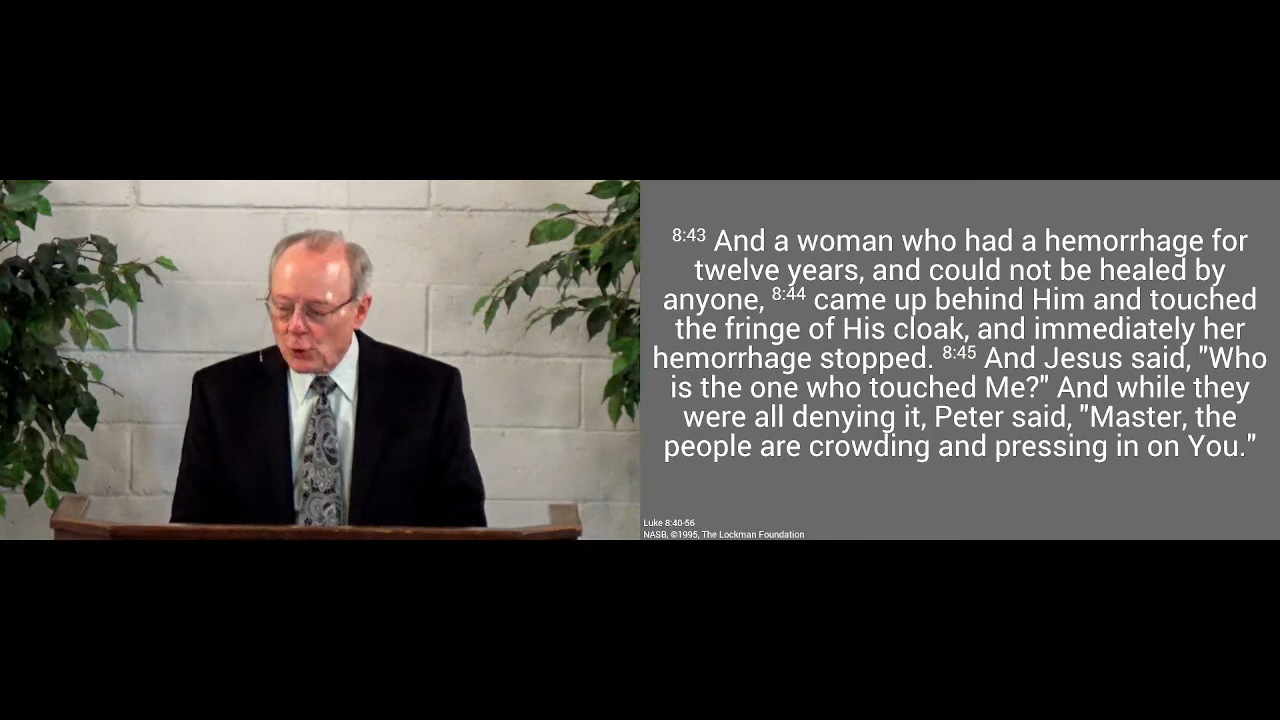 8:43 And a woman who had a hemorrhage for
twelve years, and could not be healed by
anyone, 8:44 came up behind Him and touched
the fringe of His cloak, and immediately her
hemorrhage stopped. 8:45 And Jesus said, "Who
is the one who touched Me?" And while they
were all denying it, Peter said, "Master, the
people are crowding and pressing in on You."
Luke 8:40-56
NASB, ©1995, The Lockman Foundation